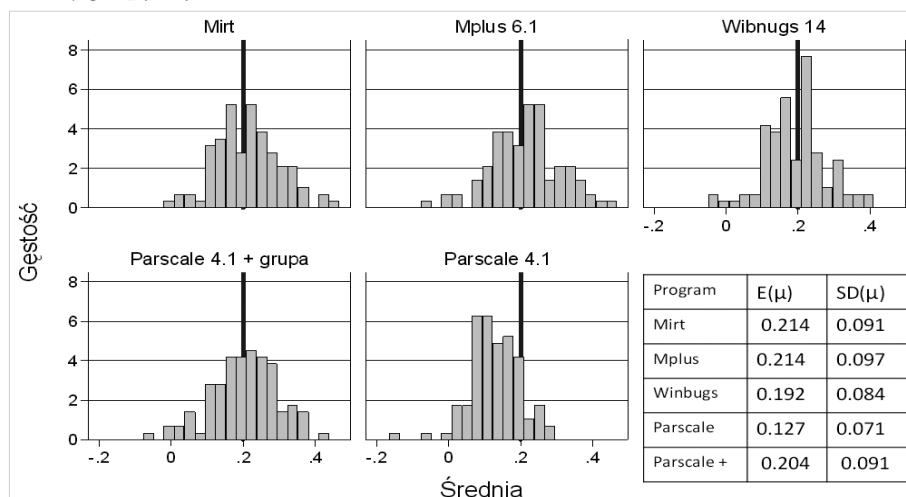 Mirt
Mplus 6.1
Wibnugs 14
8
6
4
2
0
-.2 0 .2 .4
Gęstość
Parscale 4.1 + grupa
Parscale 4.1
8
6
4
2
0
-.2 0 .2 .4
-.2 0 .2 .4
Średnia
Program E(μ) SD(μ)
Mirt 0.214 0.091
Mplus 0.214 0.097
Winbugs 0.192 0.084
Parscale 0.127 0.071
Parscale + 0.204 0.091